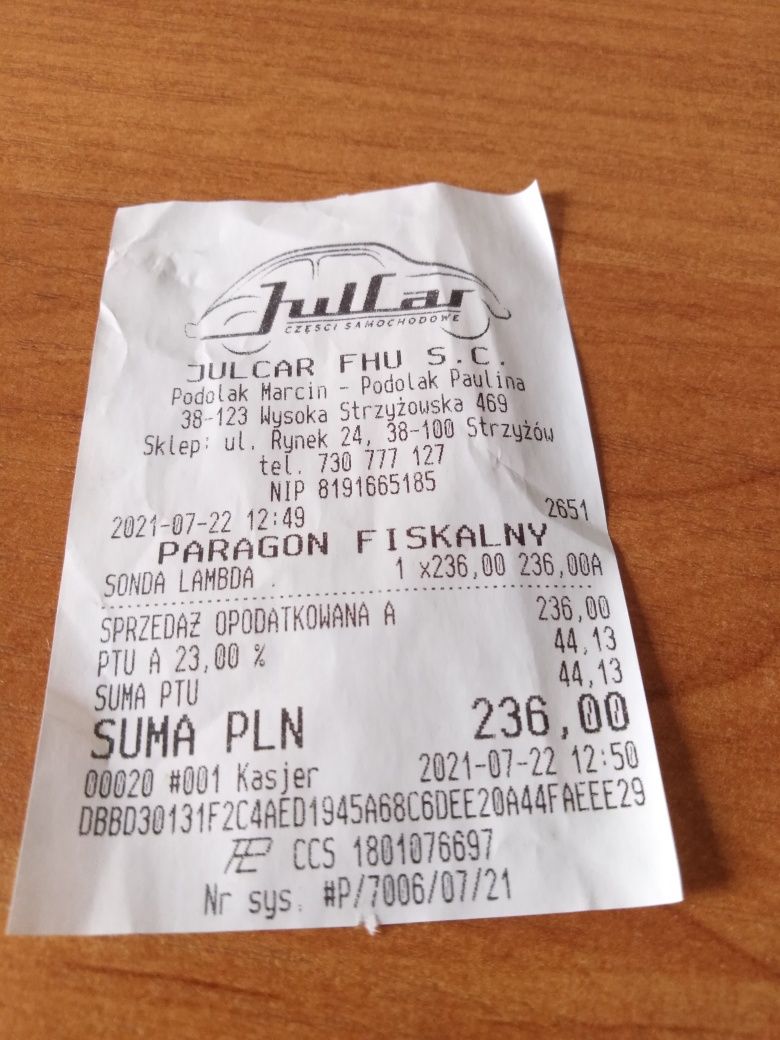 JulCar
CZĘŚCI SAMOCHODOWE
JULCAR FHU S.C.
Podolak Marcin - Podolak Paulina
38-123 Wysoka Strzyżowska 469
Sklep: ul. Rynek 24, 38-100 Strzyżów
tel. 730 777 127
NIP 8191665185
2021-07-22 12:49 2651
PARAGON FISKALNY
SONDA LAMBDA . 1 x236,00 236,00A
SPRZEDAŻ OPODATKOWANA A 236,00
PTU A 23,00 % 44,13
SUMA PTU 44,13
SUMA PLN 236,00
00020 #001 Kasjer 2021-07-22 12:50
DBBD30131F2C4AED1945A68C6DEE20A44FAEEE29
CCS 1801076697
Nr sys. #P/7006/07/21